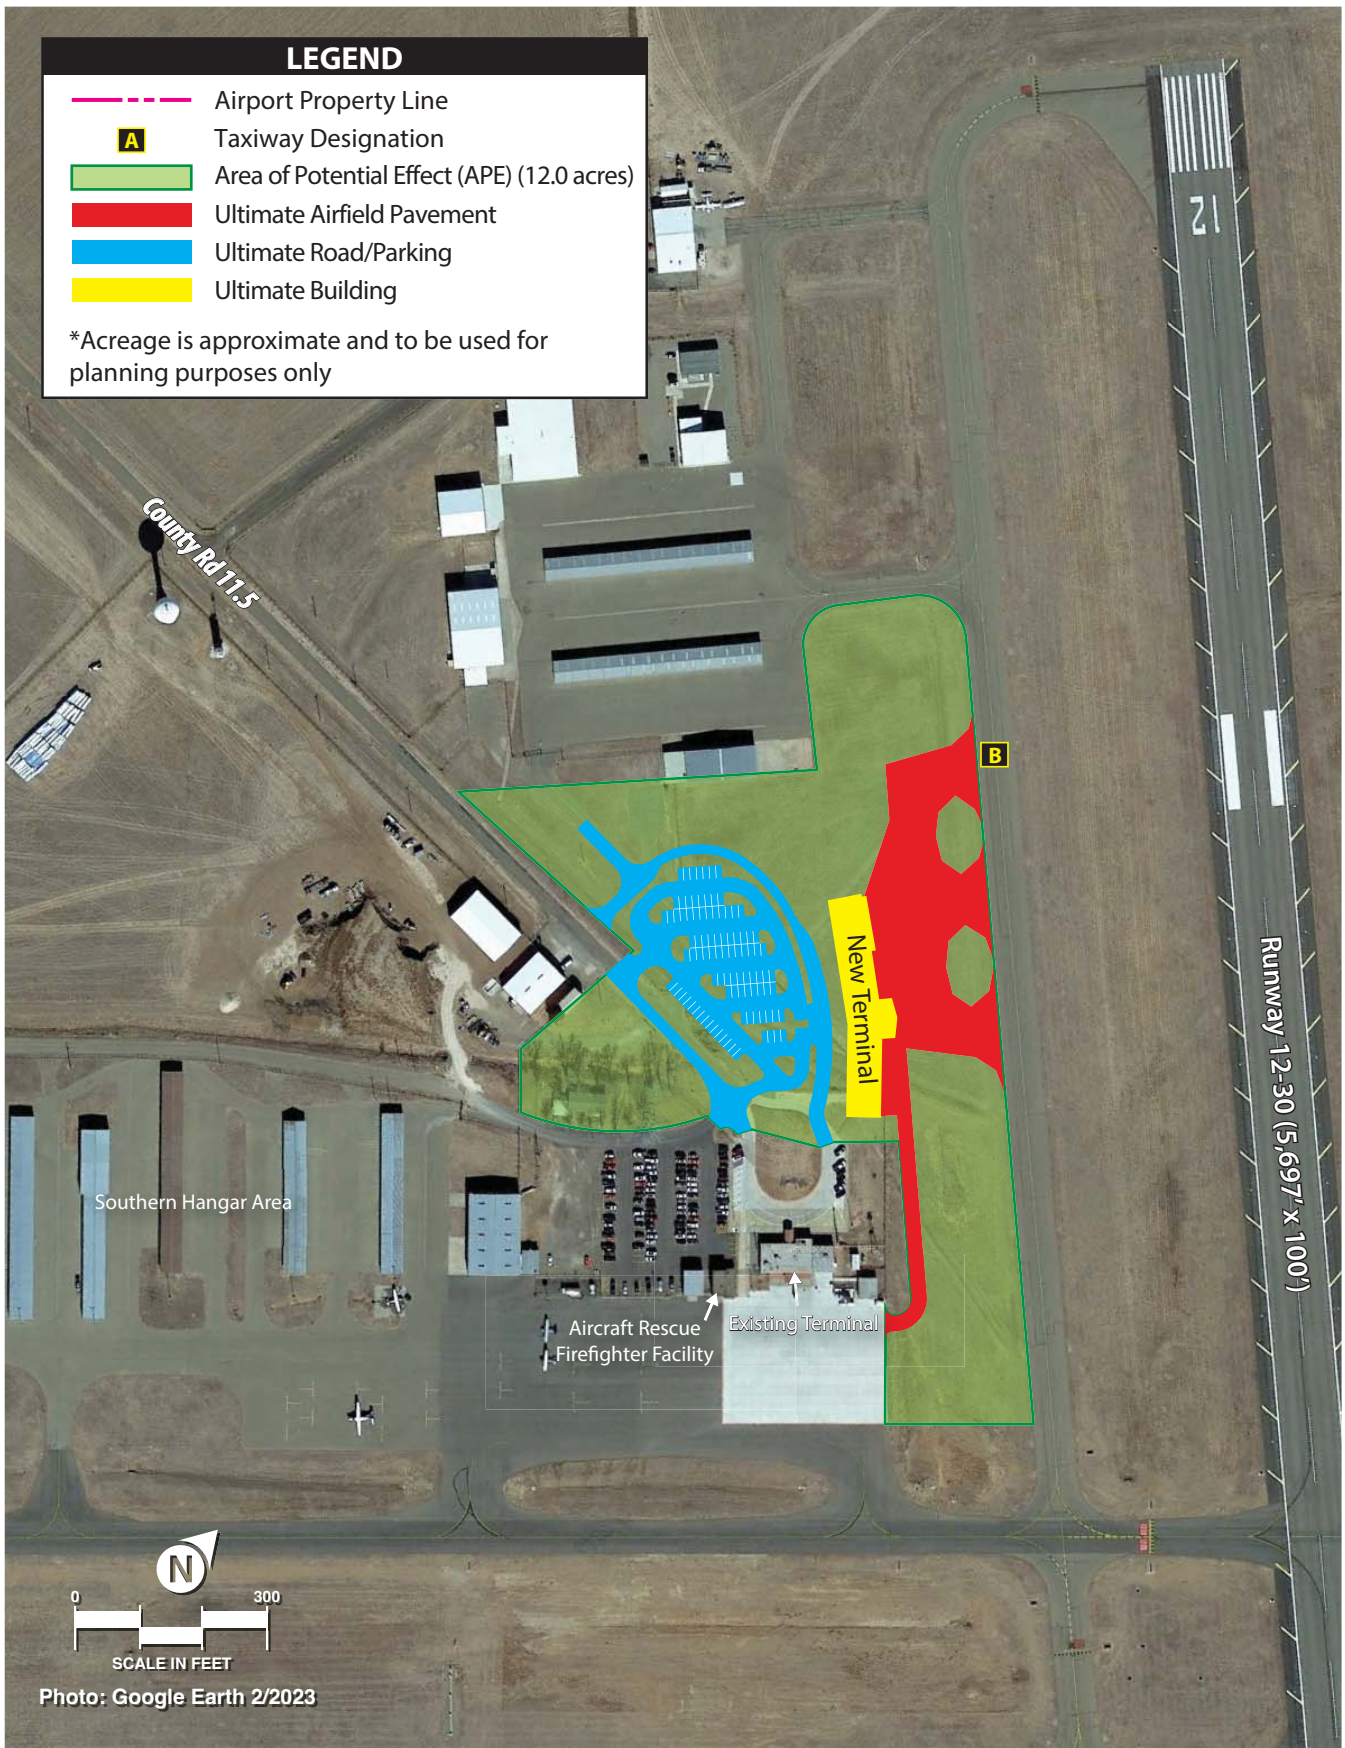 LEGEND
Airport Property Line
A
Taxiway Designation
Area of Potential Effect (APE) (12.0 acres)
Ultimate Airfield Pavement
Ultimate Road/Parking
Ultimate Building
*Acreage is approximate and to be used for
planning purposes only
12
County Rd 11.5
B
New Terminal
Runway 12-30 (5,697' x 100')
Southern Hangar Area
Aircraft Rescue
Firefighter Facility
Existing Terminal
N
0 300
SCALE IN FEET
Photo: Google Earth 2/2023